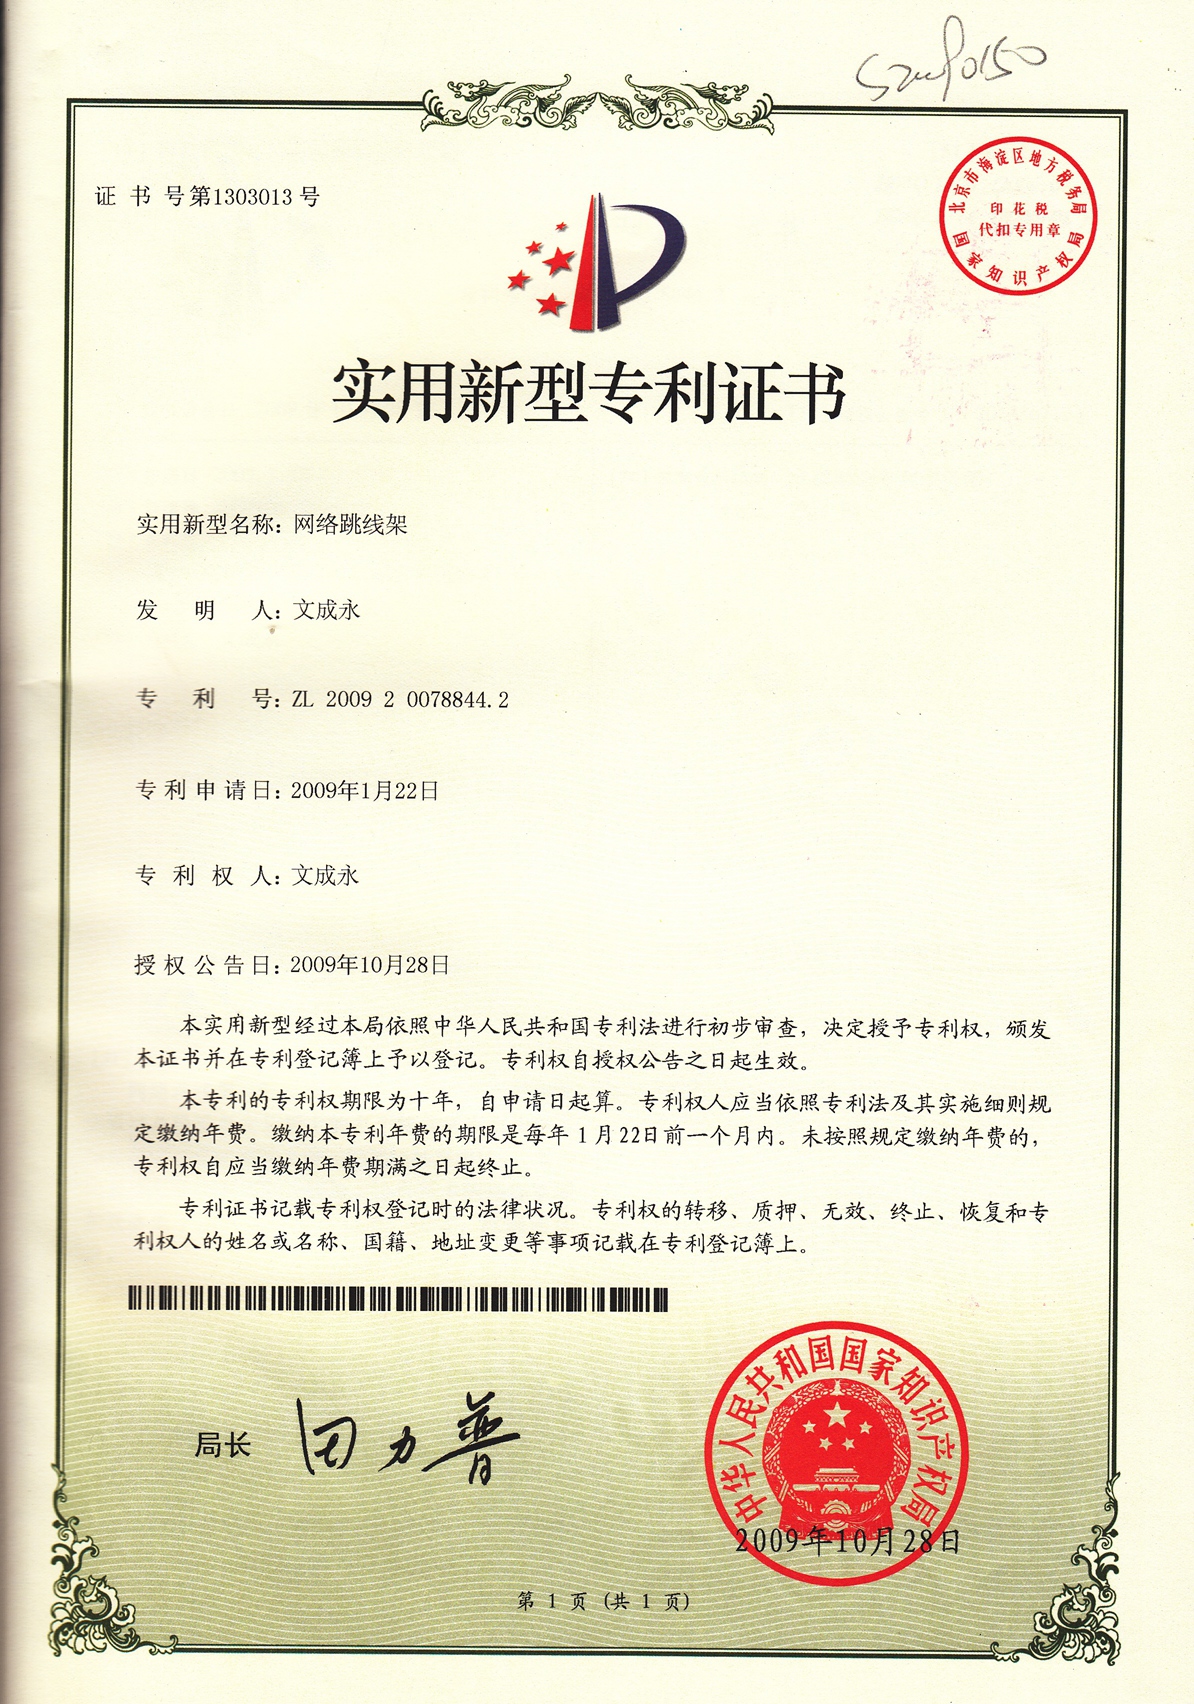 证书号第1303013号
北京市海淀区地方税务局
印花税
代扣专用章
国家知识产权局
实用新型专利证书
实用新型名称：网络跳线架
发明人：文成永
专利号：ZL 2009 2 0078844.2
专利申请日：2009年1月22日
专利权人：文成永
授权公告日：2009年10月28日
本实用新型经过本局依照中华人民共和国专利法进行初步审查，决定授予专利权，颁发
本证书并在专利登记簿上予以登记。专利权自授权公告之日起生效。
本专利的专利权期限为十年，自申请日起算。专利权人应当依照专利法及其实施细则规
定缴纳年费。缴纳本专利年费的期限是每年1月22日前一个月内。未按照规定缴纳年费的，
专利权自应当缴纳年费期满之日起终止。
专利证书记载专利权登记时的法律状况。专利权的转移、质押、无效、终止、恢复和专
利权人的姓名或名称、国籍、地址变更等事项记载在专利登记簿上。
局长 田力普
中华人民共和国国家知识产权局
2009年10月28日
第 1 页 (共 1 页)